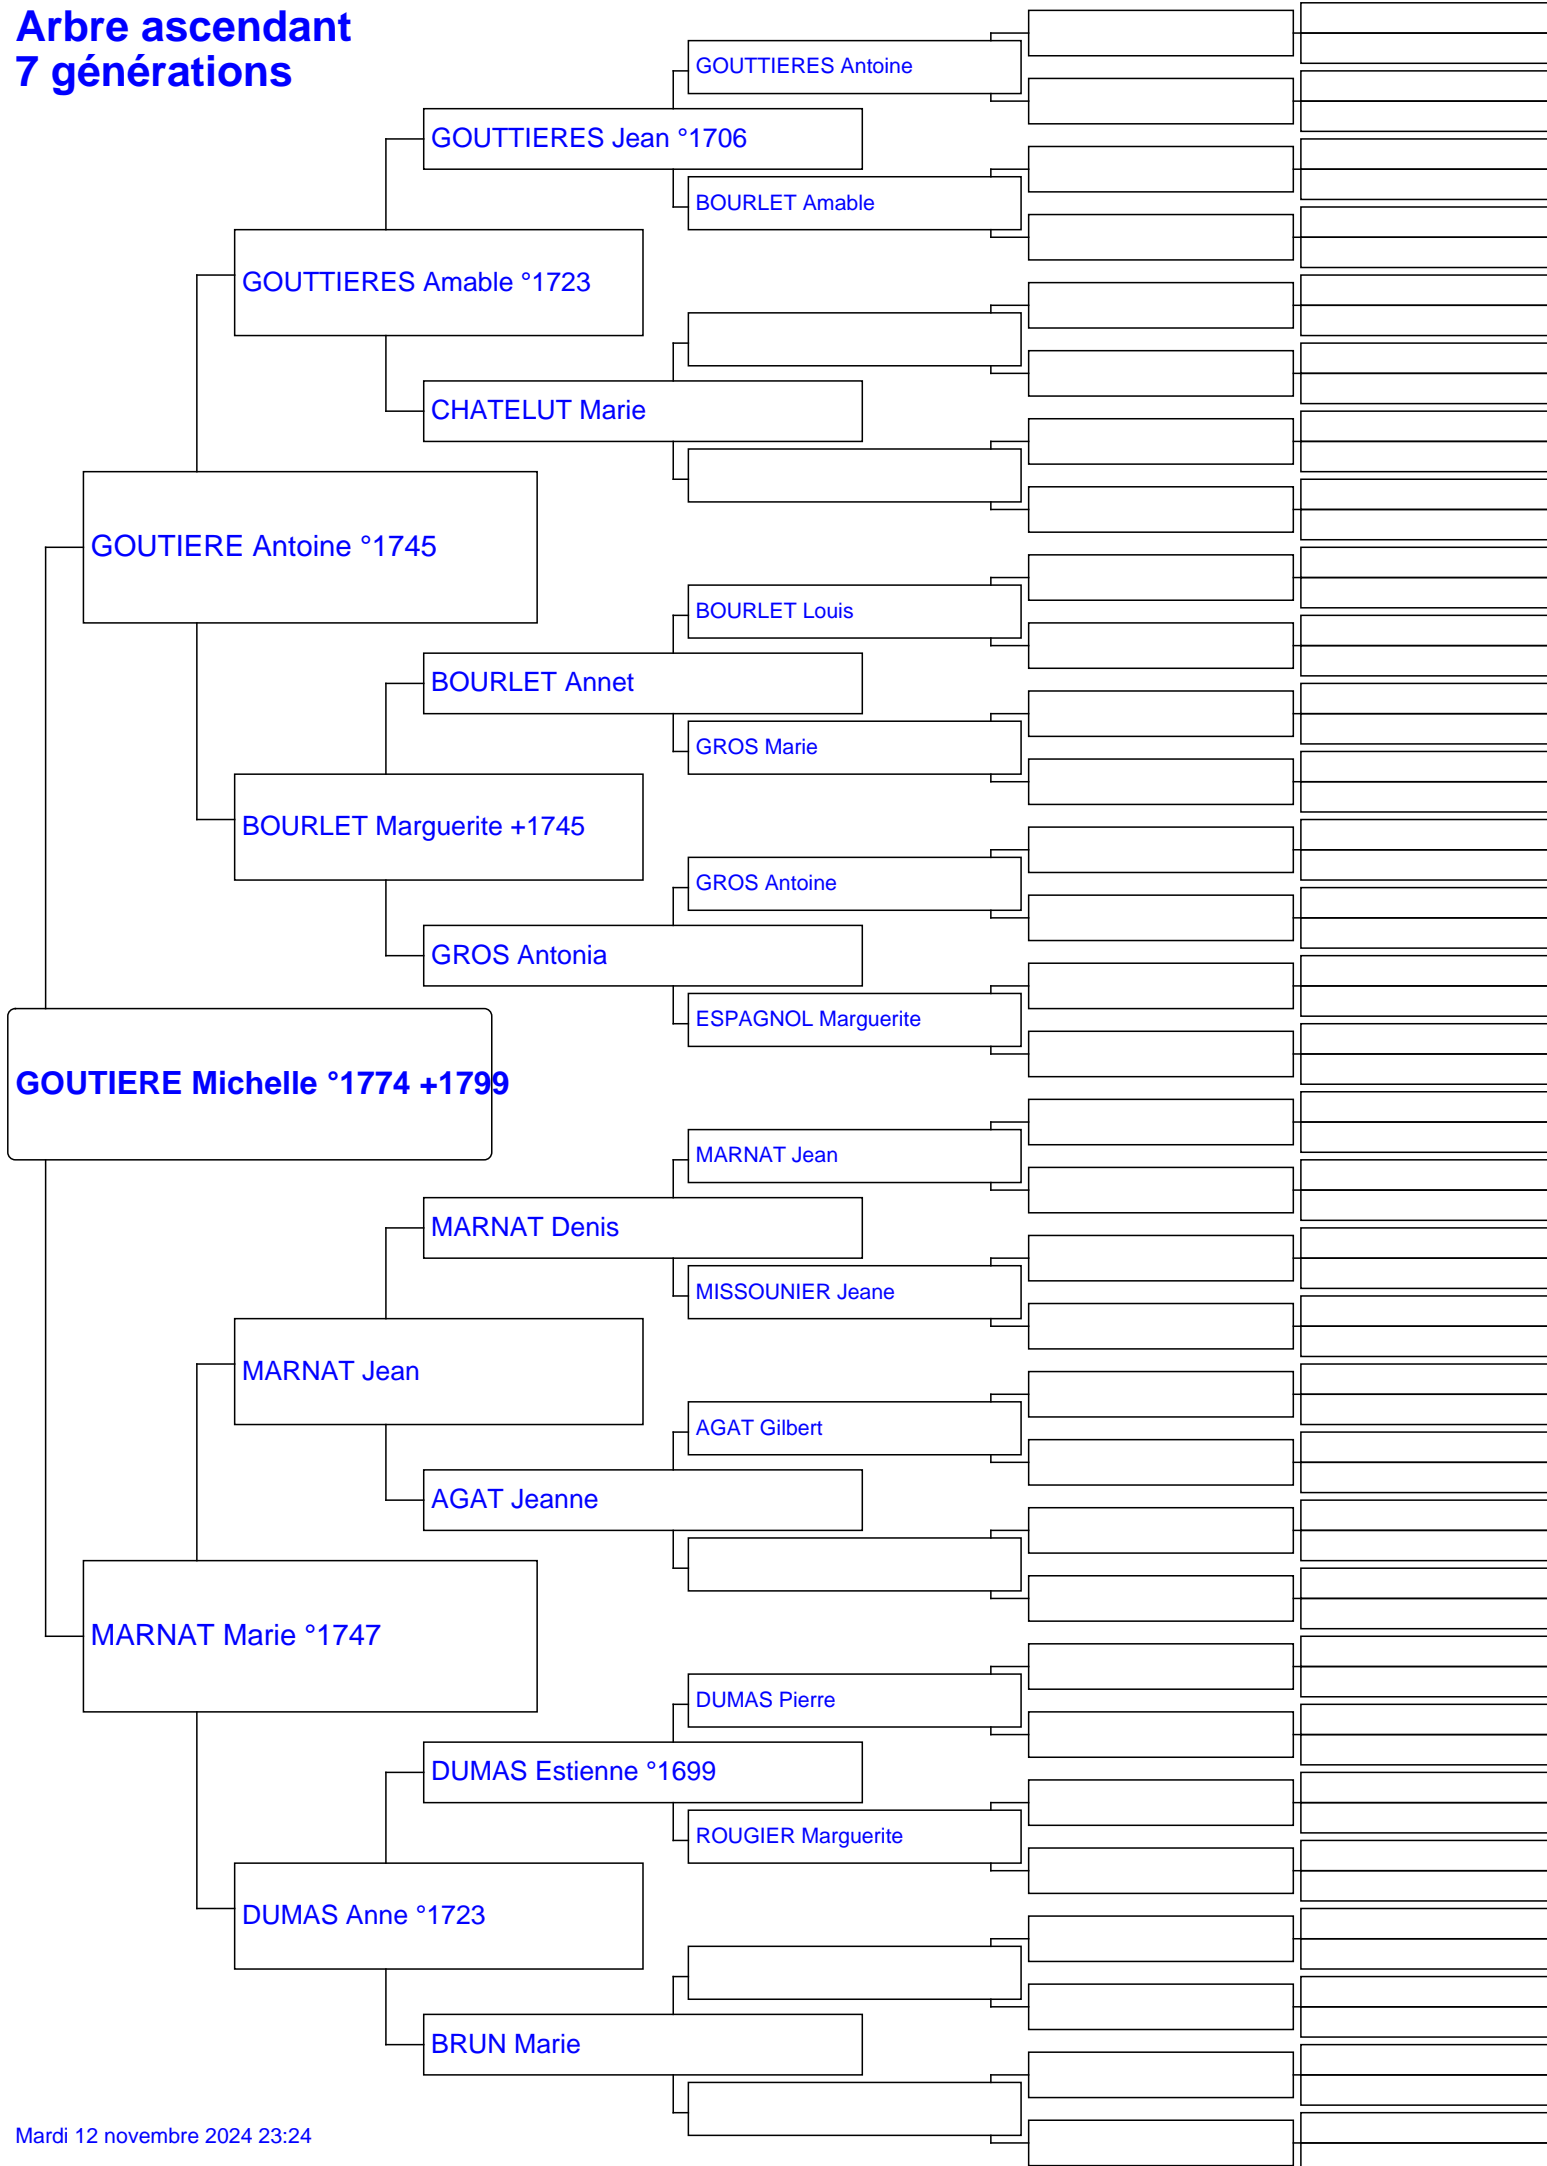 Arbre ascendant
7 générations
GOUTTIERES Antoine
GOUTTIERES Jean °1706
BOURLET Amable
GOUTTIERES Amable °1723
CHATELUT Marie
GOUTIERE Antoine °1745
BOURLET Louis
BOURLET Annet
GROS Marie
BOURLET Marguerite +1745
GROS Antoine
GROS Antonia
ESPAGNOL Marguerite
GOUTIERE Michelle °1774 +1799
MARNAT Jean
MARNAT Denis
MISSOUNIER Jeane
MARNAT Jean
AGAT Gilbert
AGAT Jeanne
MARNAT Marie °1747
DUMAS Pierre
DUMAS Estienne °1699
ROUGIER Marguerite
DUMAS Anne °1723
BRUN Marie
Mardi 12 novembre 2024 23:24